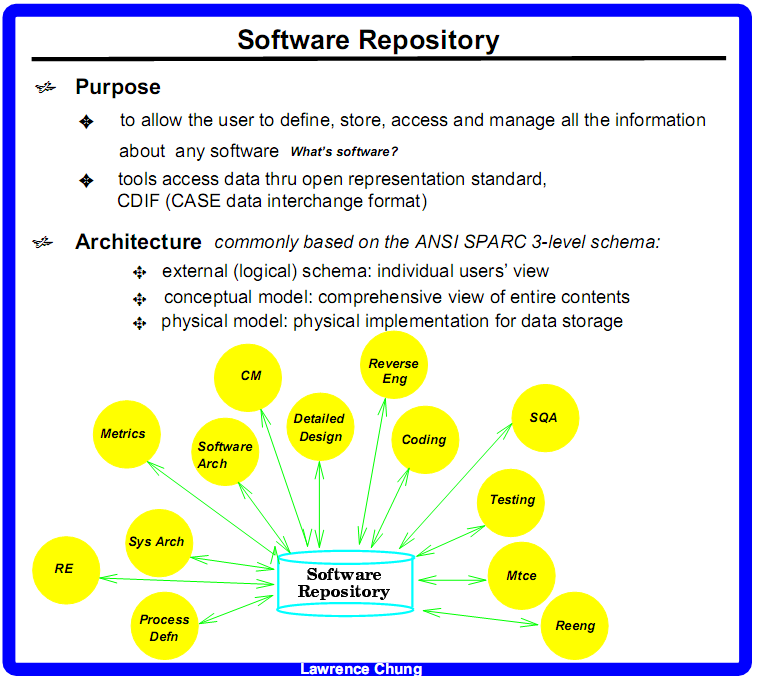 Software Repository
Purpose
to allow the user to define, store, access and manage all the information
about any software What's software?
tools access data thru open representation standard,
CDIF (CASE data interchange format)
Architecture commonly based on the ANSI SPARC 3-level schema:
external (logical) schema: individual users' view
conceptual model: comprehensive view of entire contents
physical model: physical implementation for data storage
Reverse
Eng
CM
Detailed
Design
SQA
Metrics
Software
Arch
Coding
Testing
Sys Arch
RE
Software
Repository
Mtce
Process
Defn
Reeng
Lawrence Chung